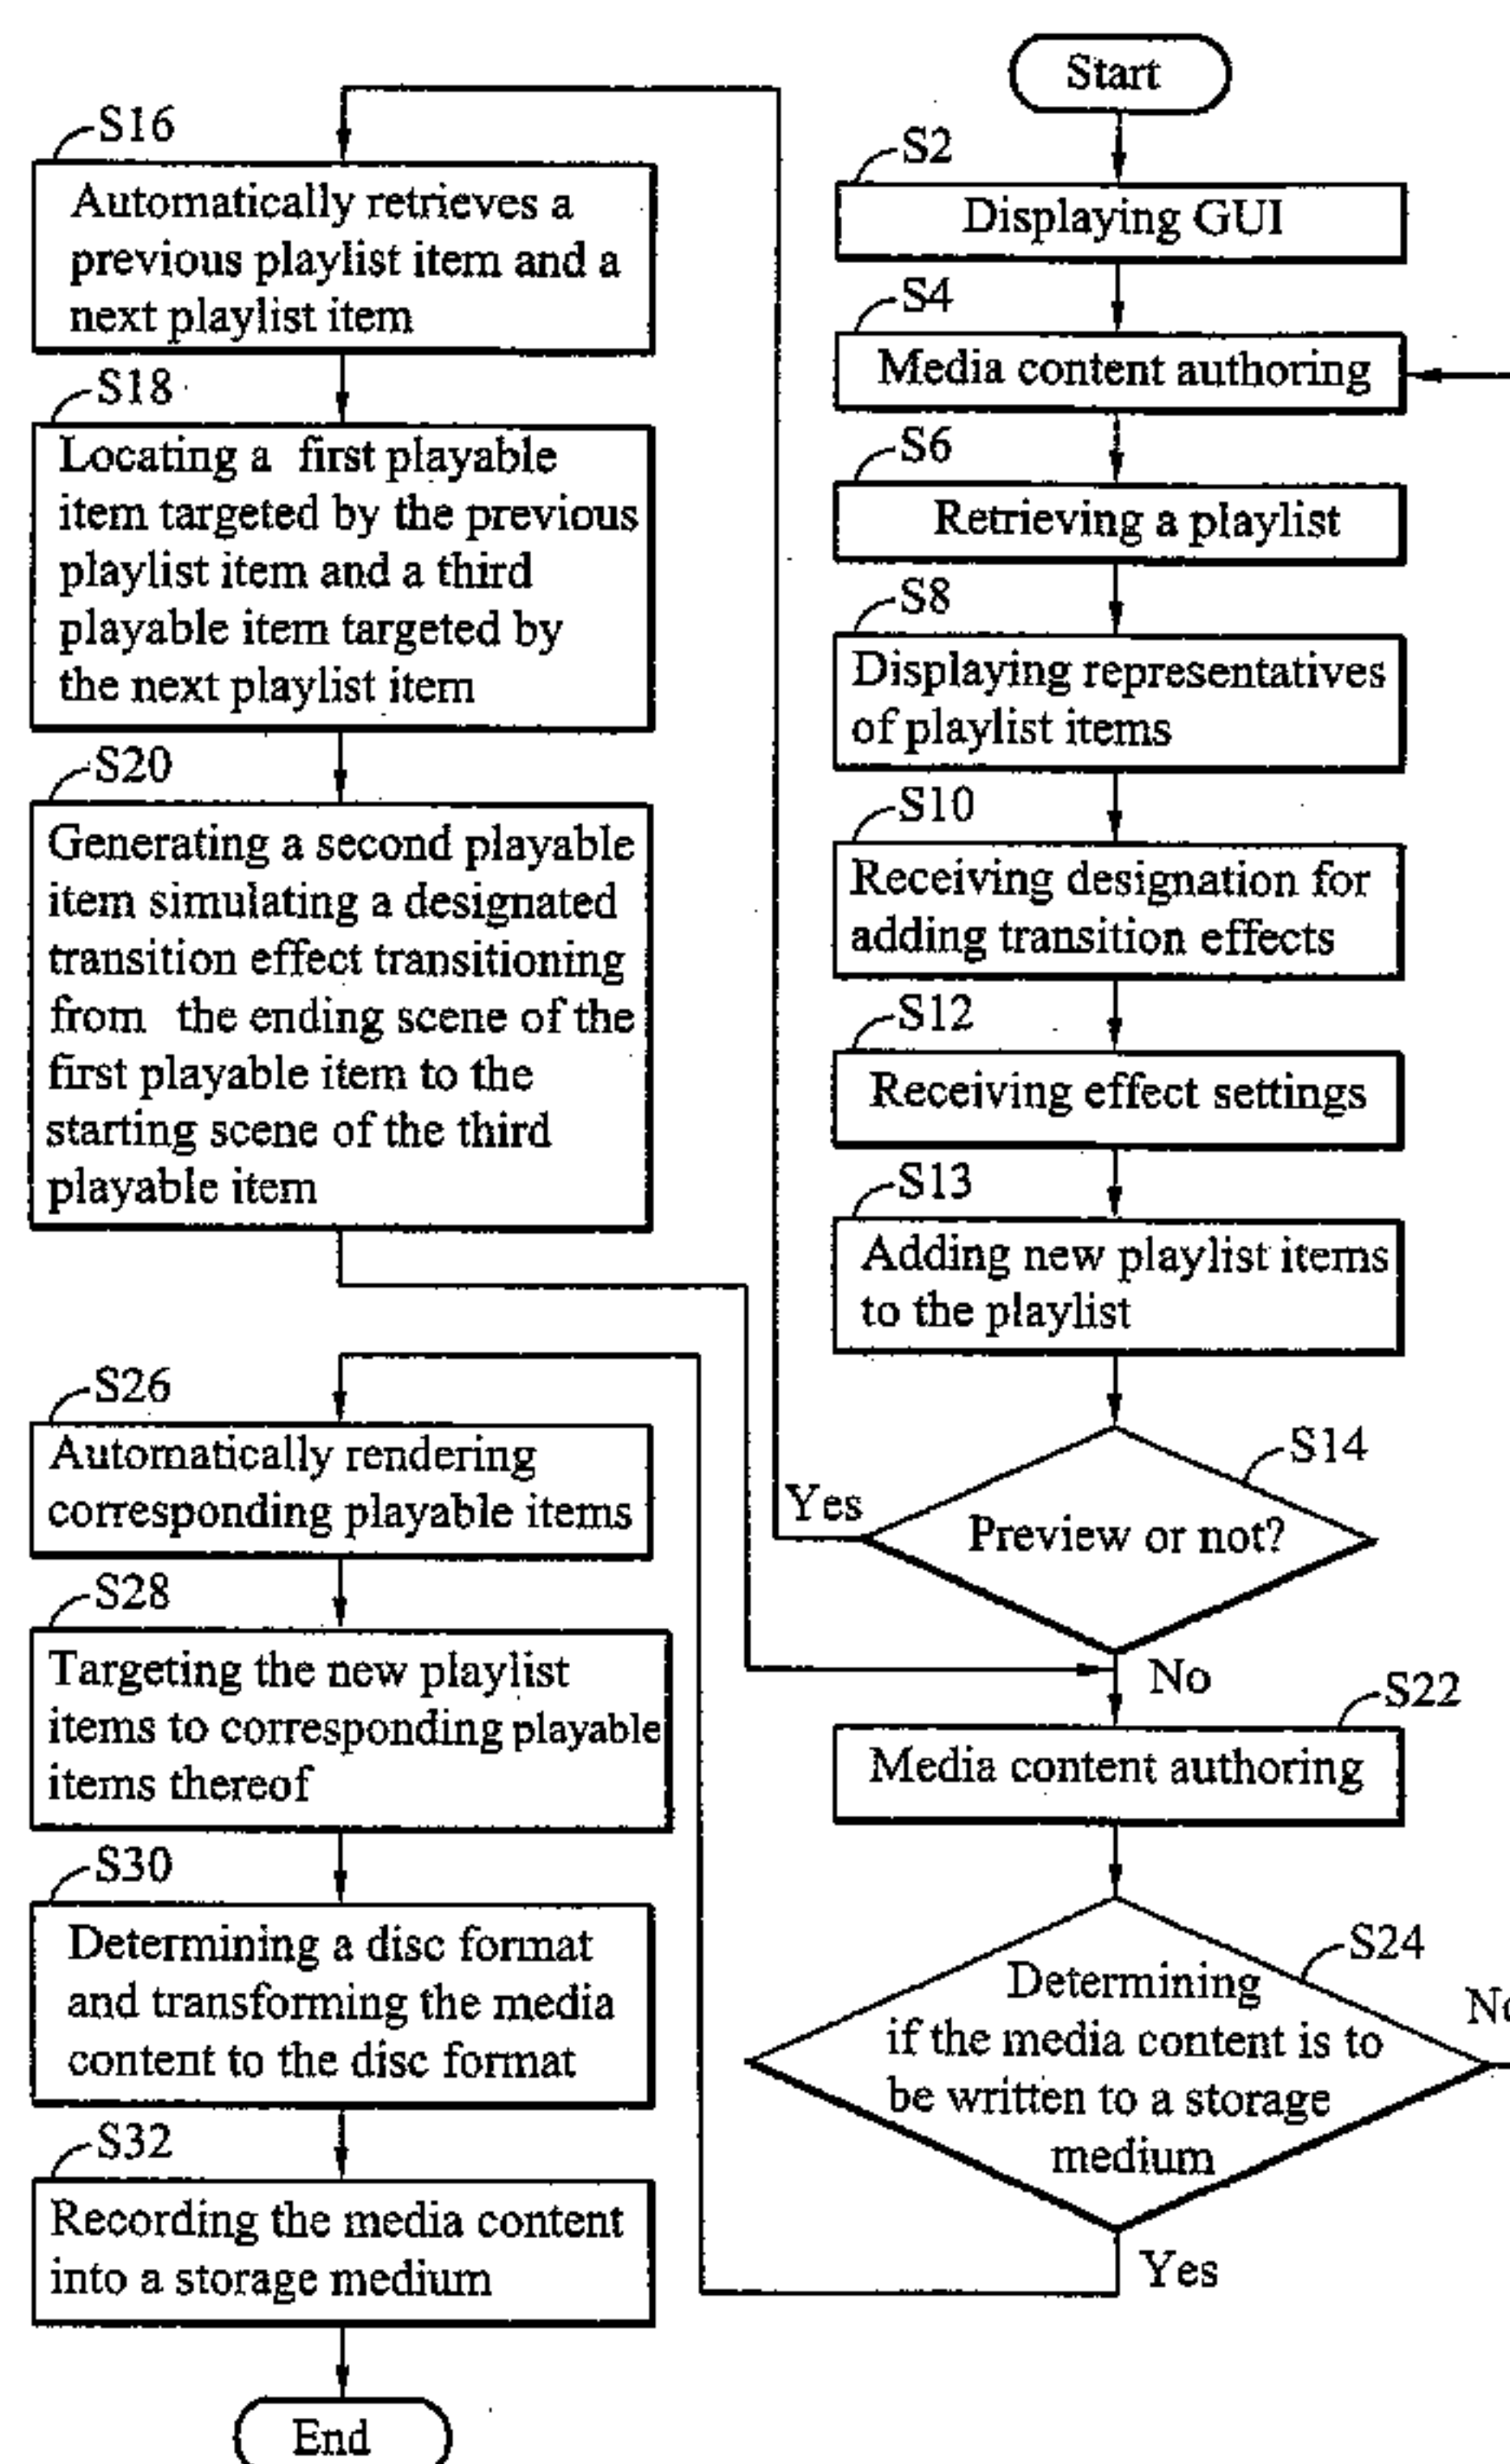 Start
S2
Displaying GUI
S4
Media content authoring
S6
Retrieving a playlist
S8
Displaying representatives
of playlist items
S10
Receiving designation for
adding transition effects
S12
Receiving effect settings
S13
Adding new playlist items
to the playlist
S14
Preview or not?
Yes
No
S16
Automatically retrieves a
previous playlist item and a
next playlist item
S18
Locating a first playable
item targeted by the previous
playlist item and a third
playable item targeted by
the next playlist item
S20
Generating a second playable
item simulating a designated
transition effect transitioning
from the ending scene of the
first playable item to the
starting scene of the third
playable item
S22
Media content authoring
S24
Determining
if the media content is to
be written to a storage
medium
Yes
S26
Automatically rendering
corresponding playable items
S28
Targeting the new playlist
items to corresponding playable
items thereof
S30
Determining a disc format
and transforming the media
content to the disc format
S32
Recording the media content
into a storage medium
End